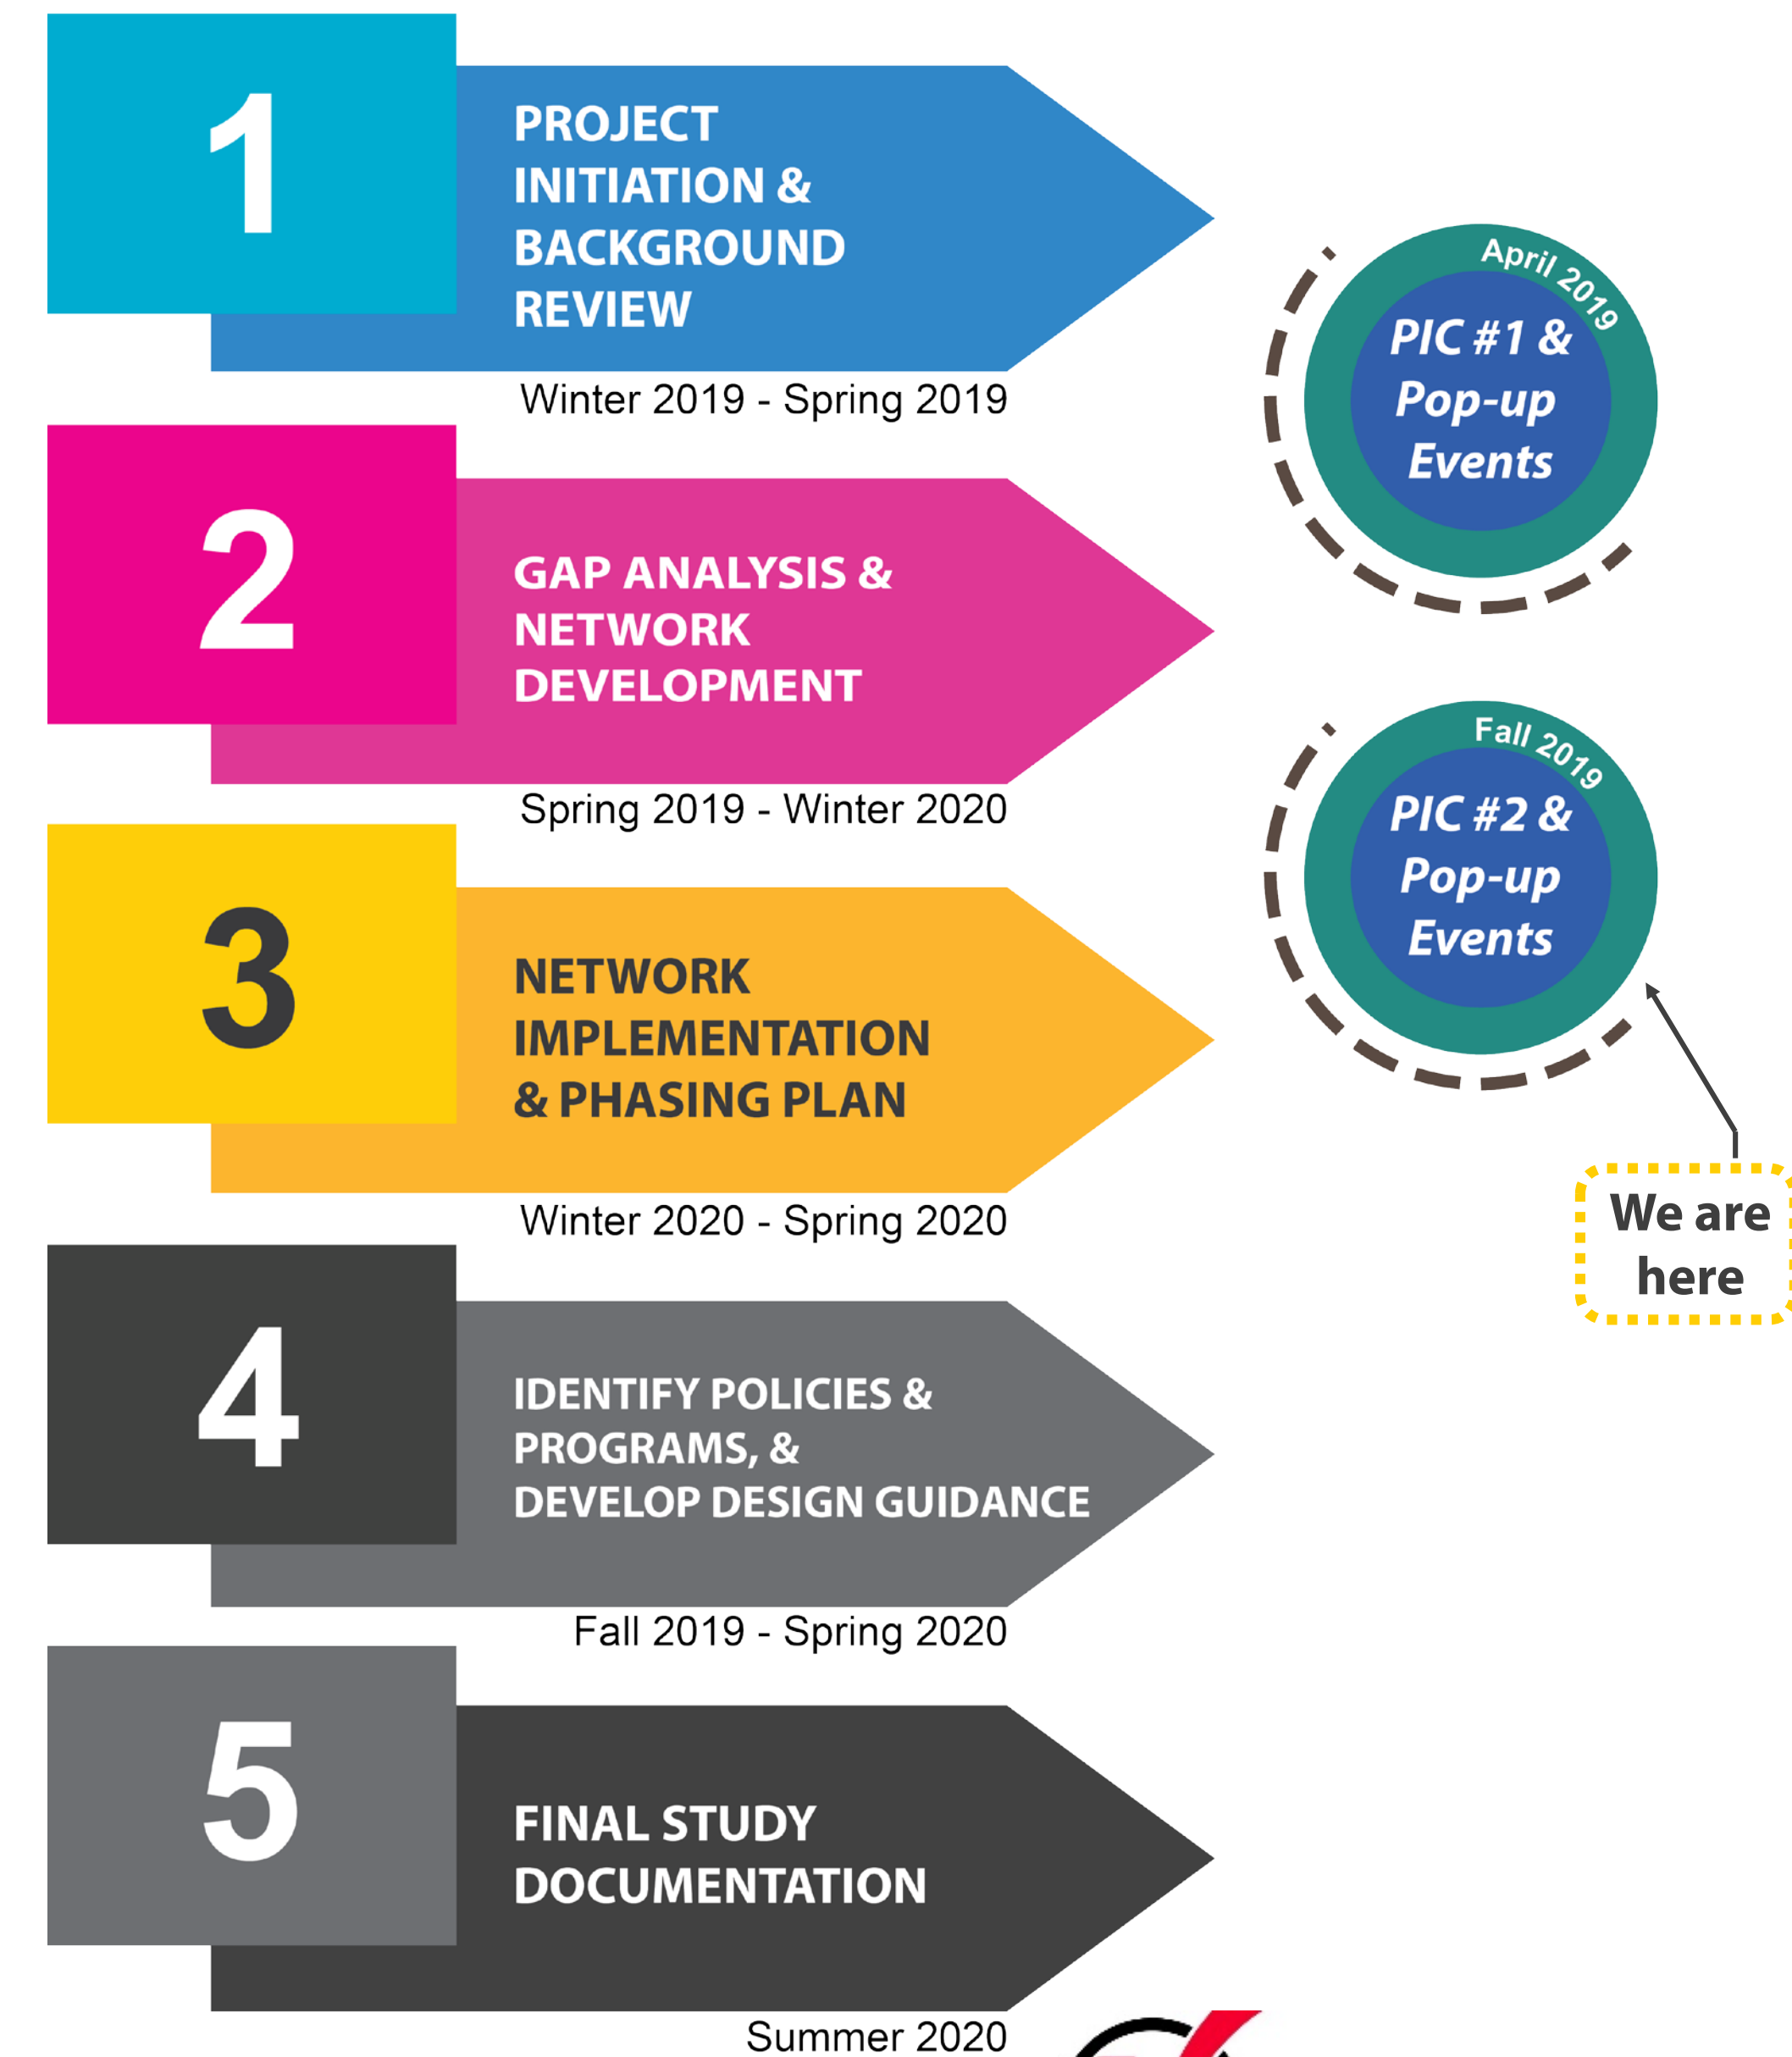 1
PROJECT
INITIATION &
BACKGROUND
REVIEW
Winter 2019 - Spring 2019
April 2019
PIC #1 &
Pop-up
Events
2
GAP ANALYSIS &
NETWORK
DEVELOPMENT
Spring 2019 - Winter 2020
Fall 2019
PIC #2 &
Pop-up
Events
3
NETWORK
IMPLEMENTATION
& PHASING PLAN
Winter 2020 - Spring 2020
We are
here
4
IDENTIFY POLICIES &
PROGRAMS, &
DEVELOP DESIGN GUIDANCE
Fall 2019 - Spring 2020
5
FINAL STUDY
DOCUMENTATION
Summer 2020